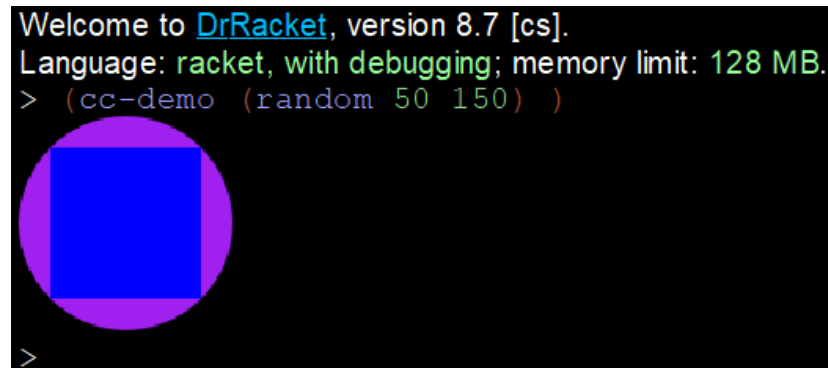 Welcome to DrRacket, version 8.7 [cs].
Language: racket, with debugging; memory limit: 128 MB.
> (cc-demo (random 50 150) )
>